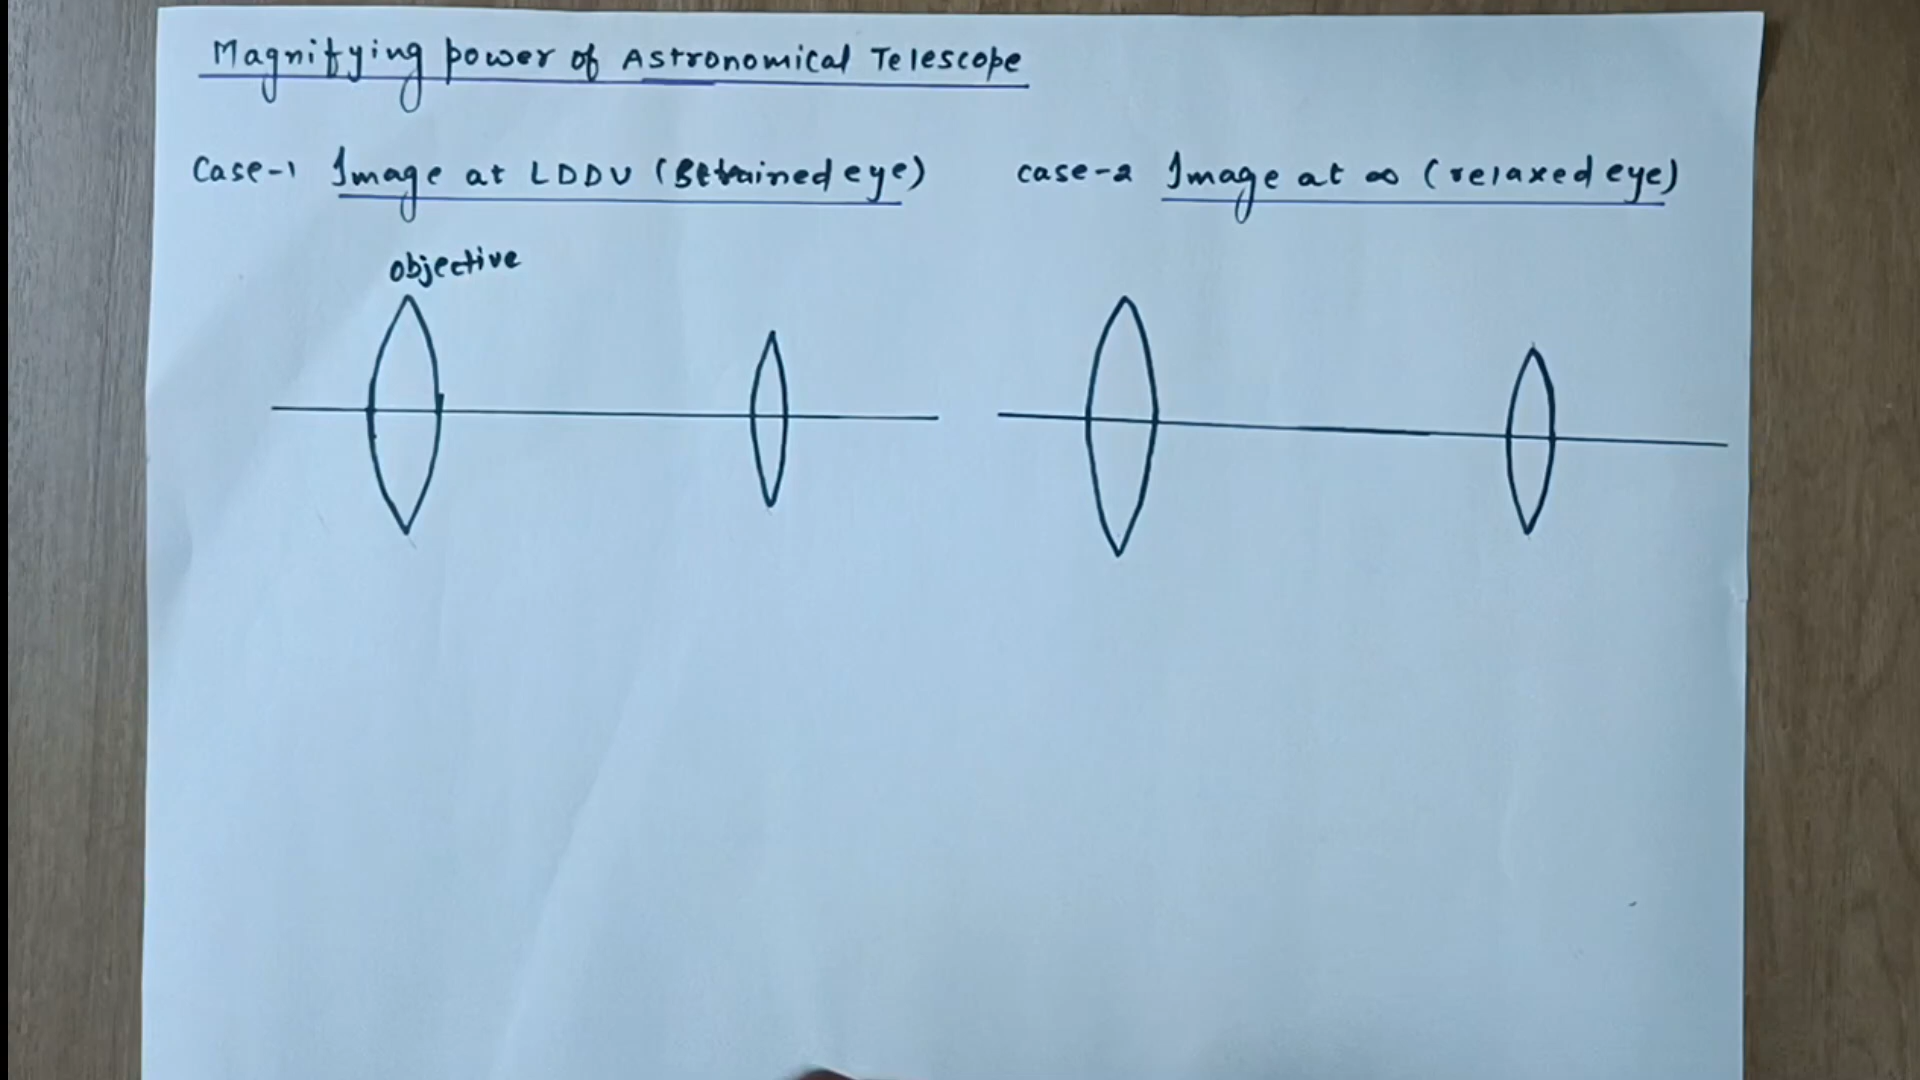 Magnifying power of Astronomical Telescope
Case-1 Image at LDDV (Strained eye)
case-2 Image at ∞ (relaxed eye)
objective